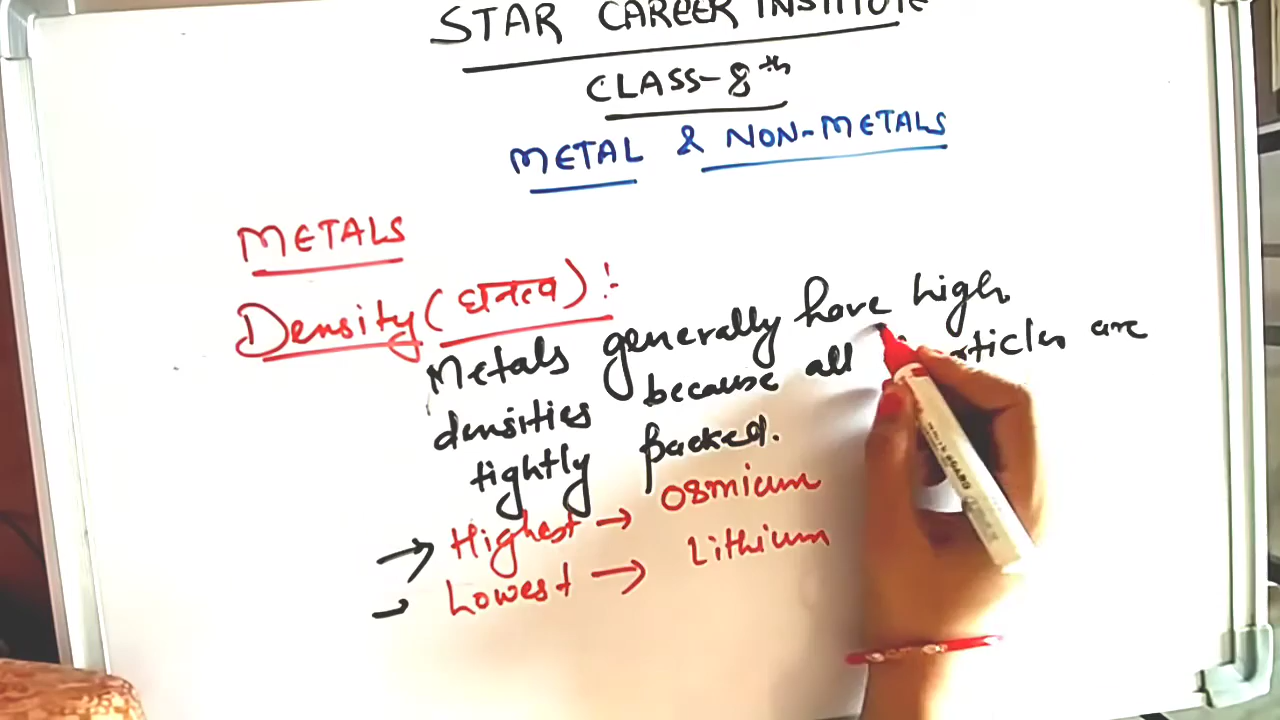 STAR CAREER INSTITUTE
CLASS-8th
METAL & NON-METALS
METALS
Density (घनत्व) :-
Metals generally have high
densities because all are
tightly packed.
→ Highest → Osmium
→ Lowest → Lithium